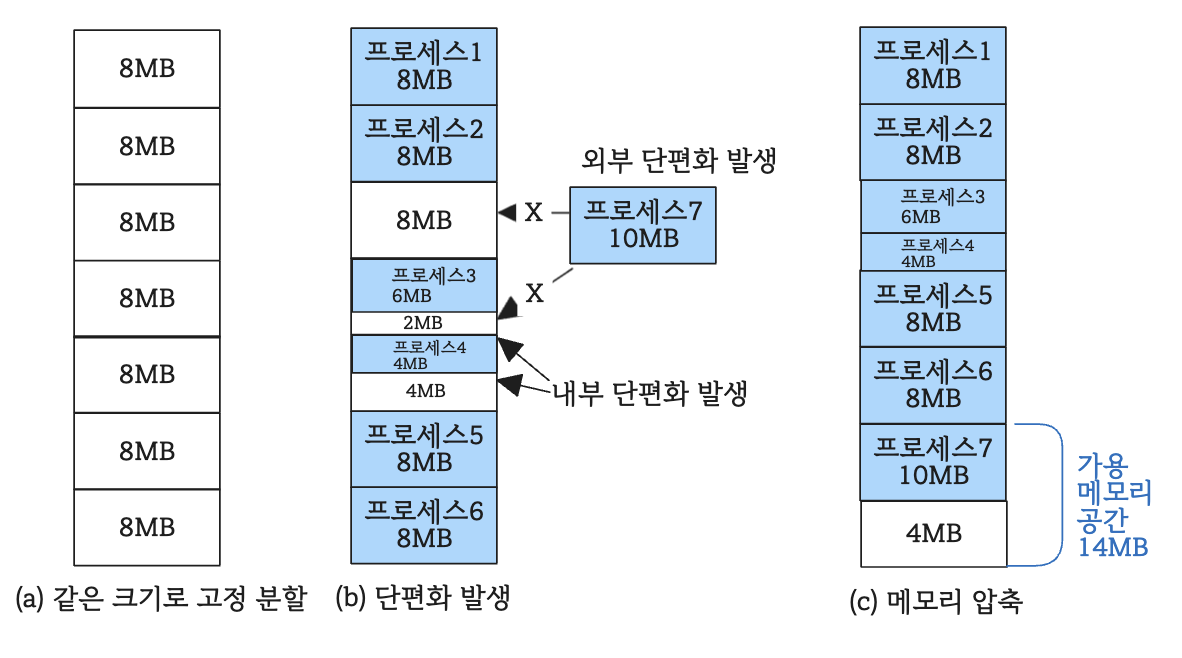 8MB
8MB
8MB
8MB
8MB
8MB
8MB
(a) 같은 크기로 고정 분할
프로세스1
8MB
프로세스2
8MB
8MB
프로세스3
6MB
2MB
프로세스4
4MB
4MB
프로세스5
8MB
프로세스6
8MB
(b) 단편화 발생
외부 단편화 발생
X
프로세스7
10MB
X
내부 단편화 발생
프로세스1
8MB
프로세스2
8MB
프로세스3
6MB
프로세스4
4MB
프로세스5
8MB
프로세스6
8MB
프로세스7
10MB
4MB
가용
메모리
공간
14MB
(c) 메모리 압축